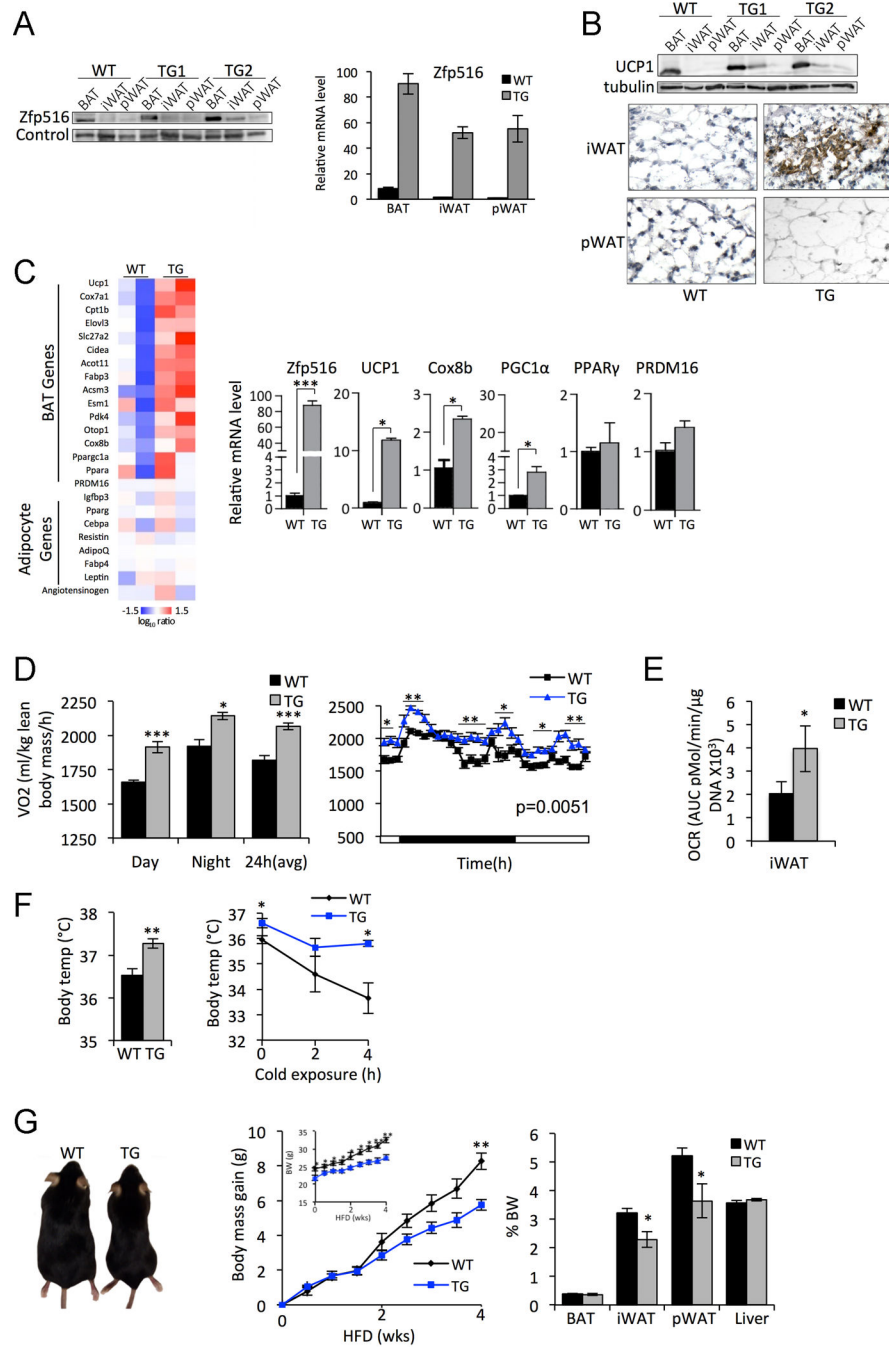 A
WT TG1 TG2
BAT iWAT pWAT BAT iWAT pWAT BAT iWAT pWAT
Zfp516
Control
Zfp516
WT
TG
Relative mRNA level
100
80
60
40
20
0
BAT iWAT pWAT
B
WT TG1 TG2
BAT iWAT pWAT BAT iWAT pWAT BAT iWAT pWAT
UCP1
tubulin
iWAT
pWAT
WT TG
C
WT TG
BAT Genes
Ucp1
Cox7a1
Cpt1b
Elovl3
Slc27a2
Cidea
Acot11
Fabp3
Acsm3
Esm1
Pdk4
Otop1
Cox8b
Ppargc1a
Ppara
PRDM16
Adipocyte Genes
Igfbp3
Pparg
Cebpa
Resistin
AdipoQ
Fabp4
Leptin
Angiotensinogen
-1.5 1.5
log10 ratio
Relative mRNA level
Zfp516
***
100
80
60
40
4
3
2
1
0
WT TG
UCP1
*
20
10
0
WT TG
Cox8b
*
3
2
1
0
WT TG
PGC1α
*
30
20
10
4
3
2
1
0
WT TG
PPARγ
2
1
0
WT TG
PRDM16
2
1
0
WT TG
D
VO2 (ml/kg lean
body mass/h)
WT
TG
2250
2000
1750
1500
1250
*** * ***
Day Night 24h(avg)
WT
TG
2500
2000
1500
1000
500
* ** ** * * **
p=0.0051
Time(h)
E
OCR (AUC pMol/min/µg
DNA X10³)
WT
TG
6
5
4
3
2
1
0
*
iWAT
F
Body temp (°C)
38
37
36
35
**
WT TG
Body temp (°C)
WT
TG
37
36
35
34
33
32
* *
0 2 4
Cold exposure (h)
G
WT TG
Body mass gain (g)
10
8
6
4
2
0
**
WT
TG
0 2 4
HFD (wks)
BW (g)
35
30
25
20
15
0 2 4
HFD (wks)
% BW
WT
TG
6
5
4
3
2
1
0
* *
BAT iWAT pWAT Liver